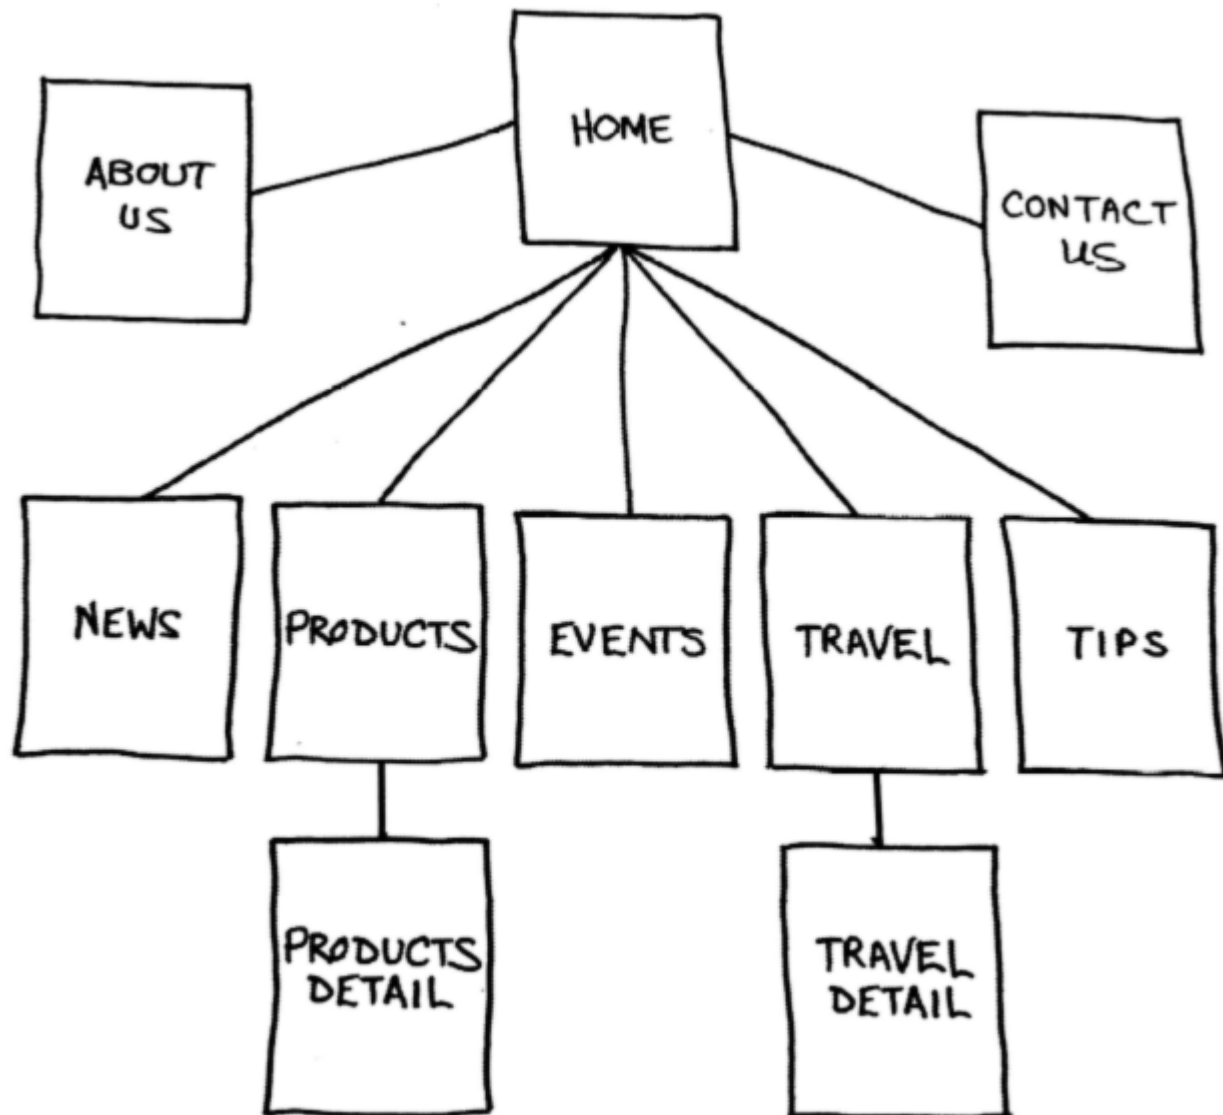 HOME
ABOUT
US
CONTACT
US
NEWS
PRODUCTS
EVENTS
TRAVEL
TIPS
PRODUCTS
DETAIL
TRAVEL
DETAIL